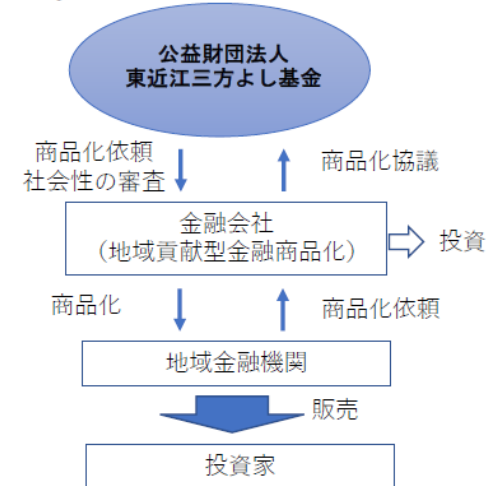 公益財団法人
東近江三方よし基金
商品化依頼
社会性の審査
商品化協議
金融会社
（地域貢献型金融商品化）
投資
商品化
商品化依頼
地域金融機関
販売
投資家